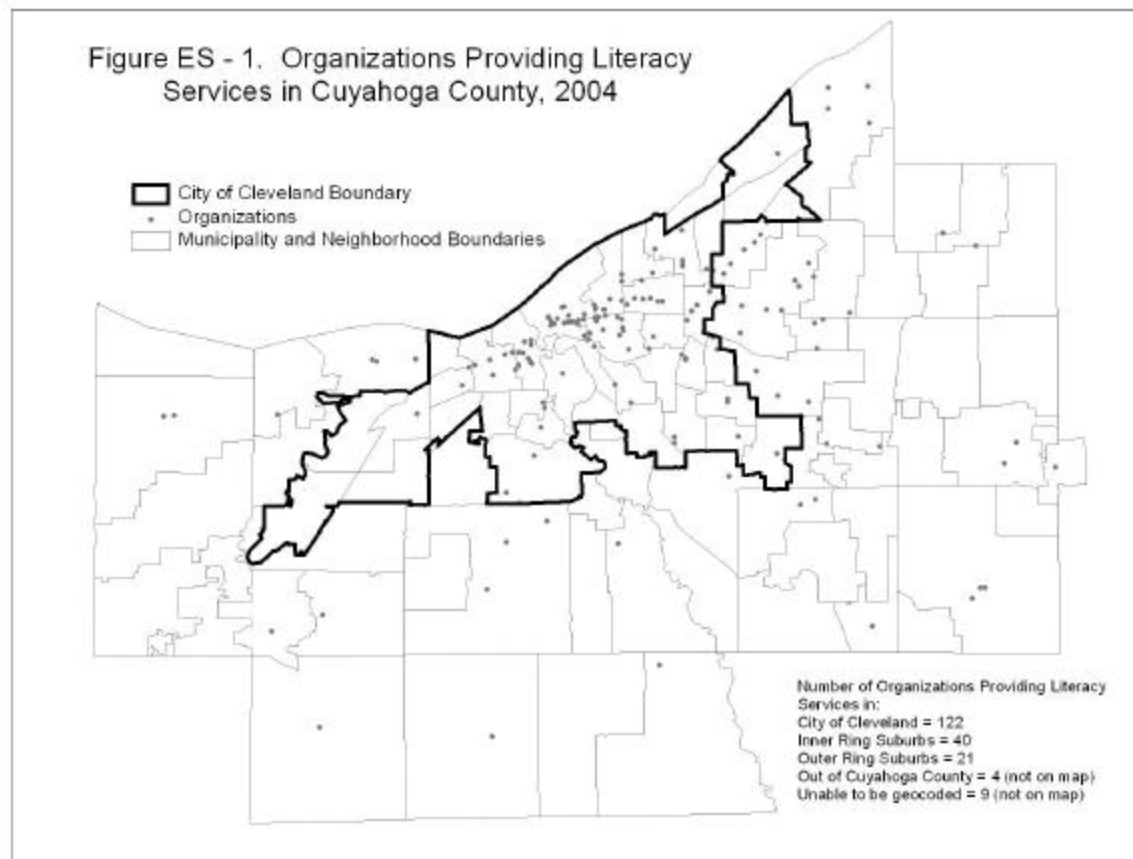 Figure ES - 1. Organizations Providing Literacy
Services in Cuyahoga County, 2004
City of Cleveland Boundary
Organizations
Municipality and Neighborhood Boundaries
Number of Organizations Providing Literacy
Services in:
City of Cleveland = 122
Inner Ring Suburbs = 40
Outer Ring Suburbs = 21
Out of Cuyahoga County = 4 (not on map)
Unable to be geocoded = 9 (not on map)